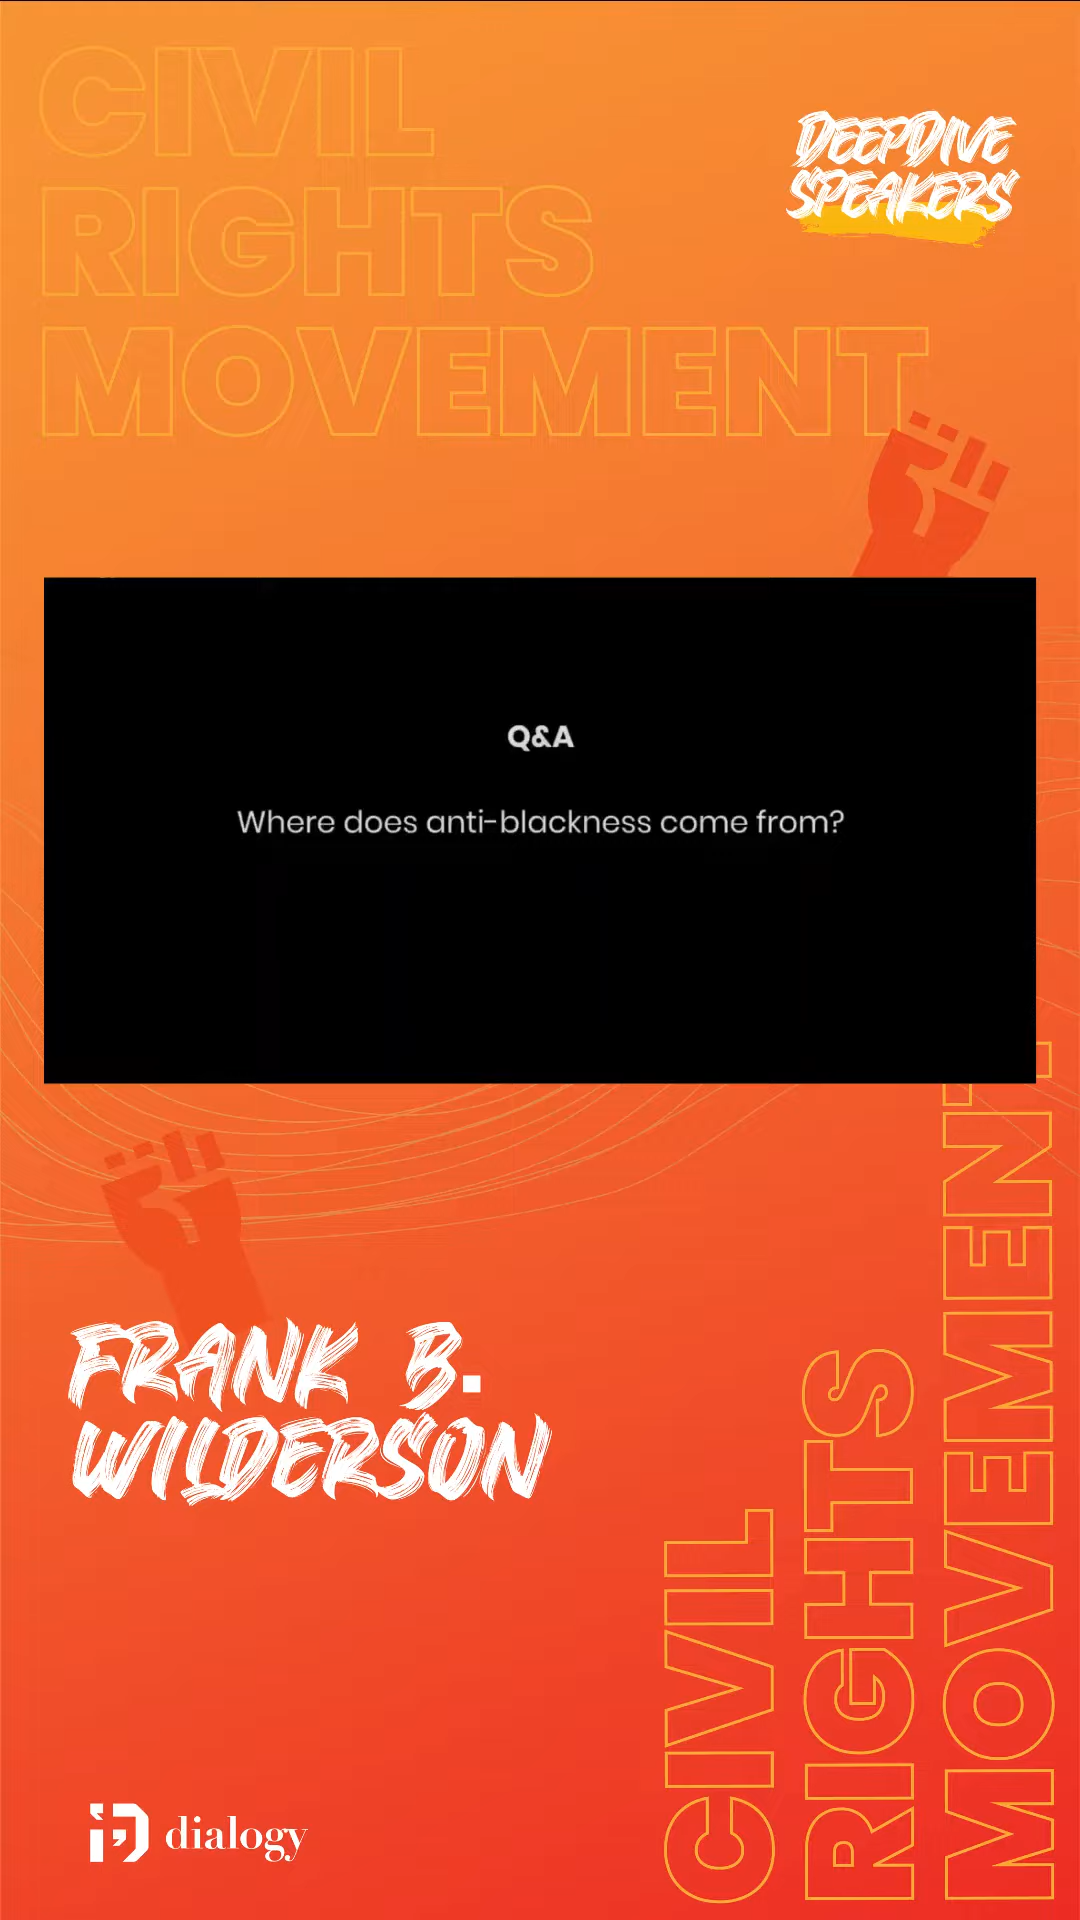 CIVIL
RIGHTS
MOVEMENT
DEEPDIVE
SPEAKERS
Q&A
Where does anti-blackness come from?
FRANK B.
WILDERSON
CIVIL
RIGHTS
MOVEMENT
dialogy